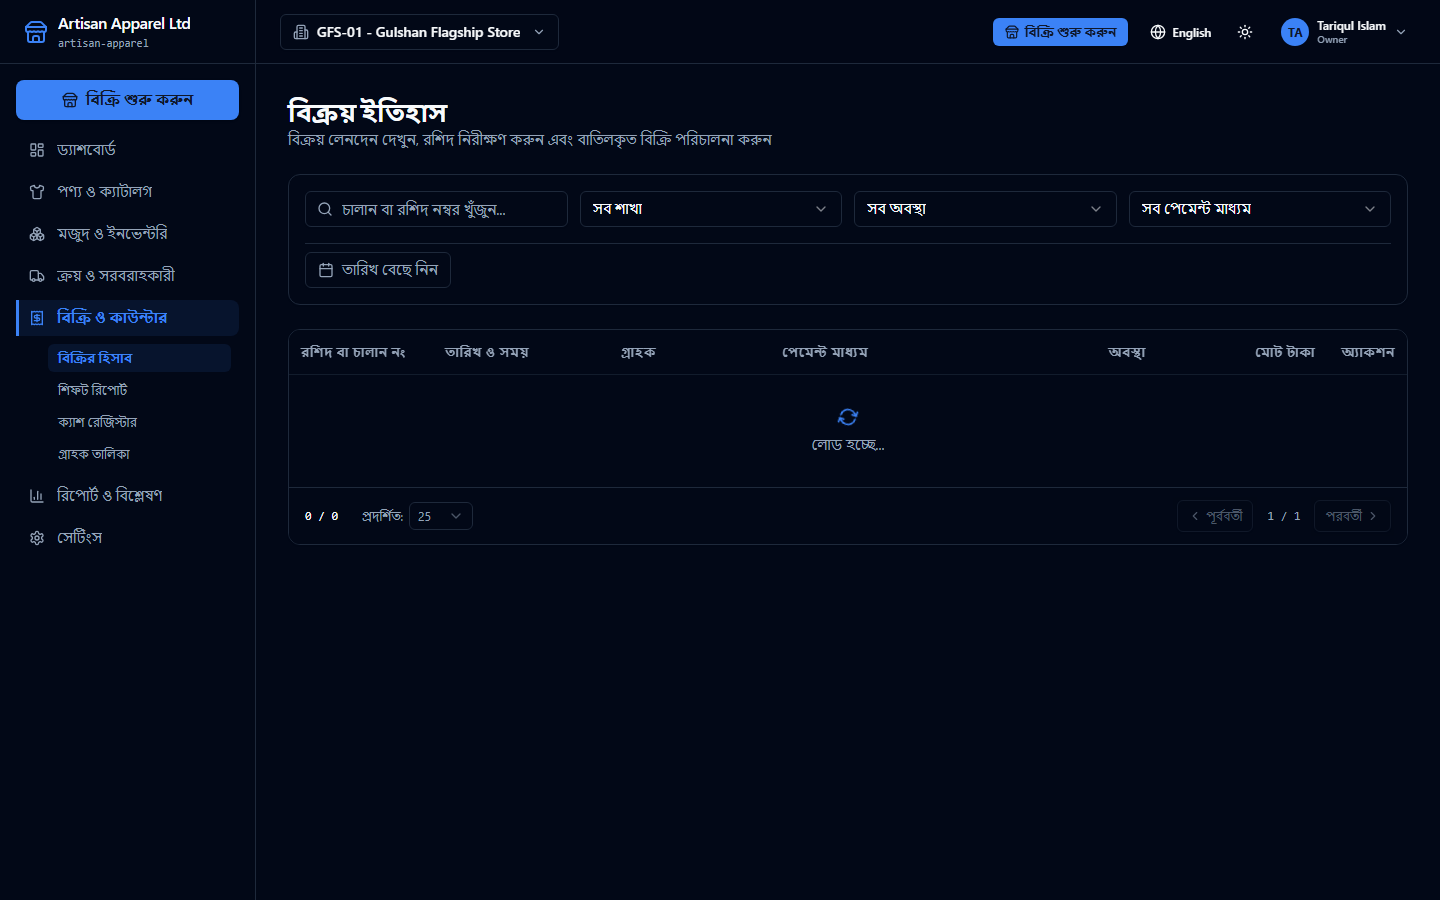 Artisan Apparel Ltd
artisan-apparel
GFS-01 - Gulshan Flagship Store
বিক্রি শুরু করুন
English
TA
Tariqul Islam
Owner
বিক্রি শুরু করুন
ড্যাশবোর্ড
পণ্য ও ক্যাটালগ
মজুদ ও ইনভেন্টরি
ক্রয় ও সরবরাহকারী
বিক্রি ও কাউন্টার
বিক্রির হিসাব
শিফট রিপোর্ট
ক্যাশ রেজিস্টার
গ্রাহক তালিকা
রিপোর্ট ও বিশ্লেষণ
সেটিংস
বিক্রয় ইতিহাস
বিক্রয় লেনদেন দেখুন, রশিদ নিরীক্ষণ করুন এবং বাতিলকৃত বিক্রি পরিচালনা করুন
চালান বা রশিদ নম্বর খুঁজুন...
সব শাখা
সব অবস্থা
সব পেমেন্ট মাধ্যম
তারিখ বেছে নিন
রশিদ বা চালান নং তারিখ ও সময় গ্রাহক পেমেন্ট মাধ্যম অবস্থা মোট টাকা অ্যাকশন
লোড হচ্ছে...
0 / 0 প্রদর্শিত: 25 পূর্ববর্তী 1 / 1 পরবর্তী